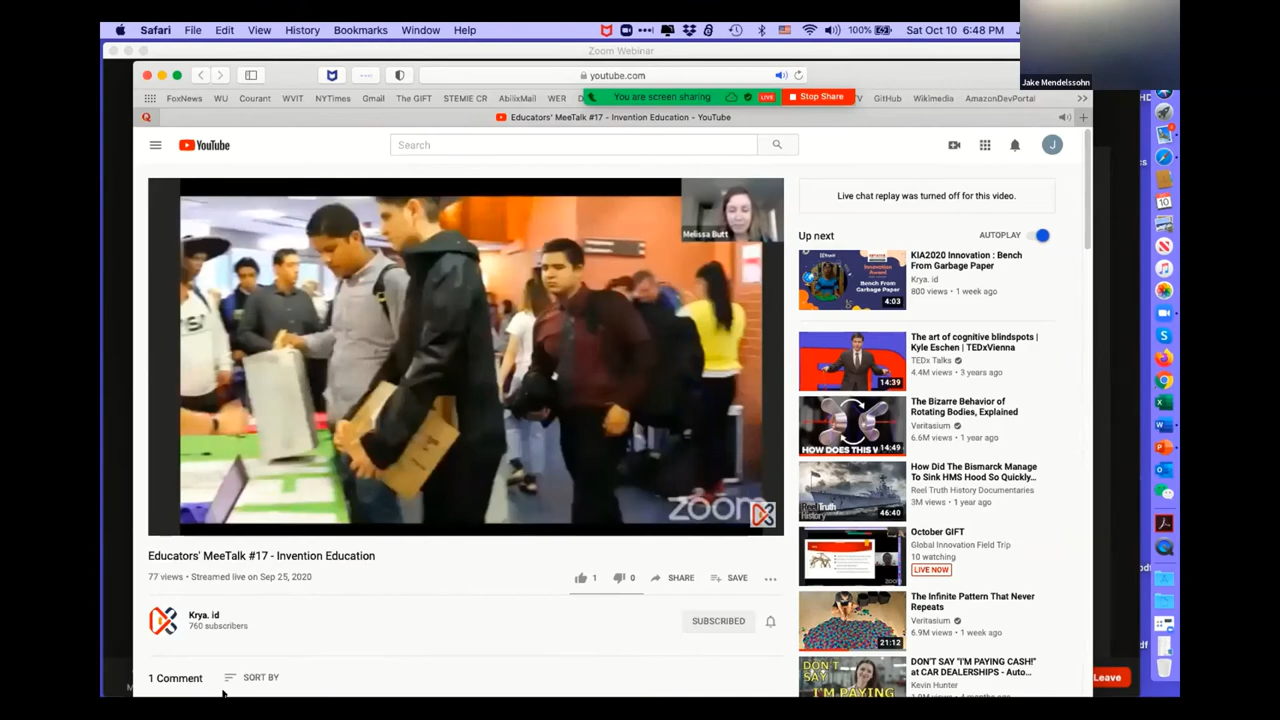 Safari File Edit View History Bookmarks Window Help
100%
Sat Oct 10 6:48 PM
Zoom Webinar
Jake Mendelssohn
youtube.com
FoxNews WU Courant WVIT NYTimes Gmail The GIFT STEMIE CR AbilixMail WER
You are screen sharing
LIVE
Stop Share
GitHub Wikimedia AmazonDevPortal
Educators' MeeTalk #17 - Invention Education - YouTube
YouTube
Search
J
Melissa Butt
zoom
Educators' MeeTalk #17 - Invention Education
77 views • Streamed live on Sep 25, 2020
1
0
SHARE
SAVE
Krya. id
760 subscribers
SUBSCRIBED
1 Comment
SORT BY
Live chat replay was turned off for this video.
Up next
AUTOPLAY
Bench
From Garbage Paper
4:03
KIA2020 Innovation : Bench
From Garbage Paper
Krya. id
800 views • 1 week ago
14:39
The art of cognitive blindspots |
Kyle Eschen | TEDxVienna
TEDx Talks
4.4M views • 3 years ago
HOW DOES THIS
14:49
The Bizarre Behavior of
Rotating Bodies, Explained
Veritasium
6.6M views • 1 year ago
Reel Truth
History
46:40
How Did The Bismarck Manage
To Sink HMS Hood So Quickly...
Reel Truth History Documentaries
3M views • 1 year ago
October GIFT
Global Innovation Field Trip
10 watching
LIVE NOW
21:12
The Infinite Pattern That Never
Repeats
Veritasium
6.9M views • 1 week ago
DON'T SAY
I'M PAYING
DON'T SAY "I'M PAYING CASH!"
at CAR DEALERSHIPS - Auto...
Kevin Hunter
Leave